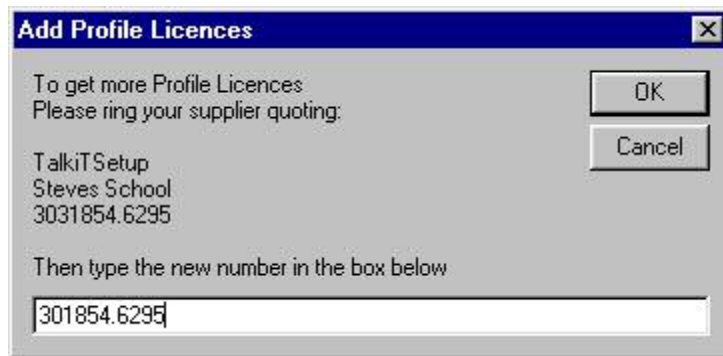 Add Profile Licences
To get more Profile Licences
Please ring your supplier quoting:
OK
Cancel
TalkiTSetup
Steves School
3031854.6295
Then type the new number in the box below
301854.6295